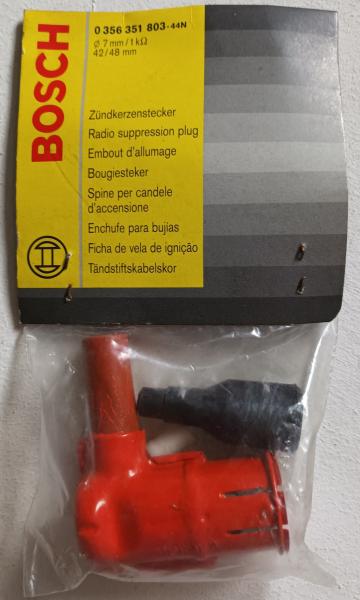 BOSCH
0 356 351 803-44N
Ø 7 mm/1 kΩ
42/48 mm
Zündkerzenstecker
Radio suppression plug
Embout d'allumage
Bougiesteker
Spine per candele
d'accensione
Enchufe para bujias
Ficha de vela de ignição
Tändstiftskabelskor